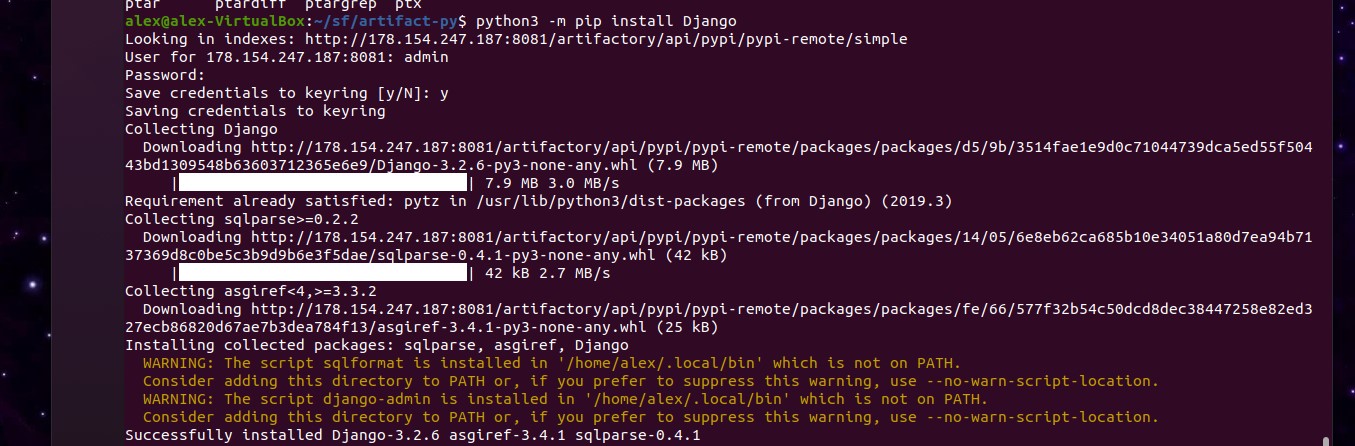 ptar ptardiff ptargrep ptx
alex@alex-VirtualBox:~/sf/artifact-py$ python3 -m pip install Django
Looking in indexes: http://178.154.247.187:8081/artifactory/api/pypi/pypi-remote/simple
User for 178.154.247.187:8081: admin
Password:
Save credentials to keyring [y/N]: y
Saving credentials to keyring
Collecting Django
  Downloading http://178.154.247.187:8081/artifactory/api/pypi/pypi-remote/packages/packages/d5/9b/3514fae1e9d0c71044739dca5ed55f504
43bd1309548b63603712365e6e9/Django-3.2.6-py3-none-any.whl (7.9 MB)
     | | 7.9 MB 3.0 MB/s
Requirement already satisfied: pytz in /usr/lib/python3/dist-packages (from Django) (2019.3)
Collecting sqlparse>=0.2.2
  Downloading http://178.154.247.187:8081/artifactory/api/pypi/pypi-remote/packages/packages/14/05/6e8eb62ca685b10e34051a80d7ea94b71
37369d8c0be5c3b9d9b6e3f5dae/sqlparse-0.4.1-py3-none-any.whl (42 kB)
     | | 42 kB 2.7 MB/s
Collecting asgiref<4,>=3.3.2
  Downloading http://178.154.247.187:8081/artifactory/api/pypi/pypi-remote/packages/packages/fe/66/577f32b54c50dcd8dec38447258e82ed3
27ecb86820d67ae7b3dea784f13/asgiref-3.4.1-py3-none-any.whl (25 kB)
Installing collected packages: sqlparse, asgiref, Django
  WARNING: The script sqlformat is installed in '/home/alex/.local/bin' which is not on PATH.
  Consider adding this directory to PATH or, if you prefer to suppress this warning, use --no-warn-script-location.
  WARNING: The script django-admin is installed in '/home/alex/.local/bin' which is not on PATH.
  Consider adding this directory to PATH or, if you prefer to suppress this warning, use --no-warn-script-location.
Successfully installed Django-3.2.6 asgiref-3.4.1 sqlparse-0.4.1